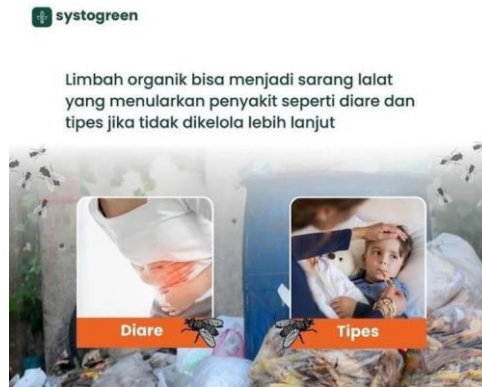 systogreen
Limbah organik bisa menjadi sarang lalat
yang menularkan penyakit seperti diare dan
tipes jika tidak dikelola lebih lanjut
Diare
Tipes